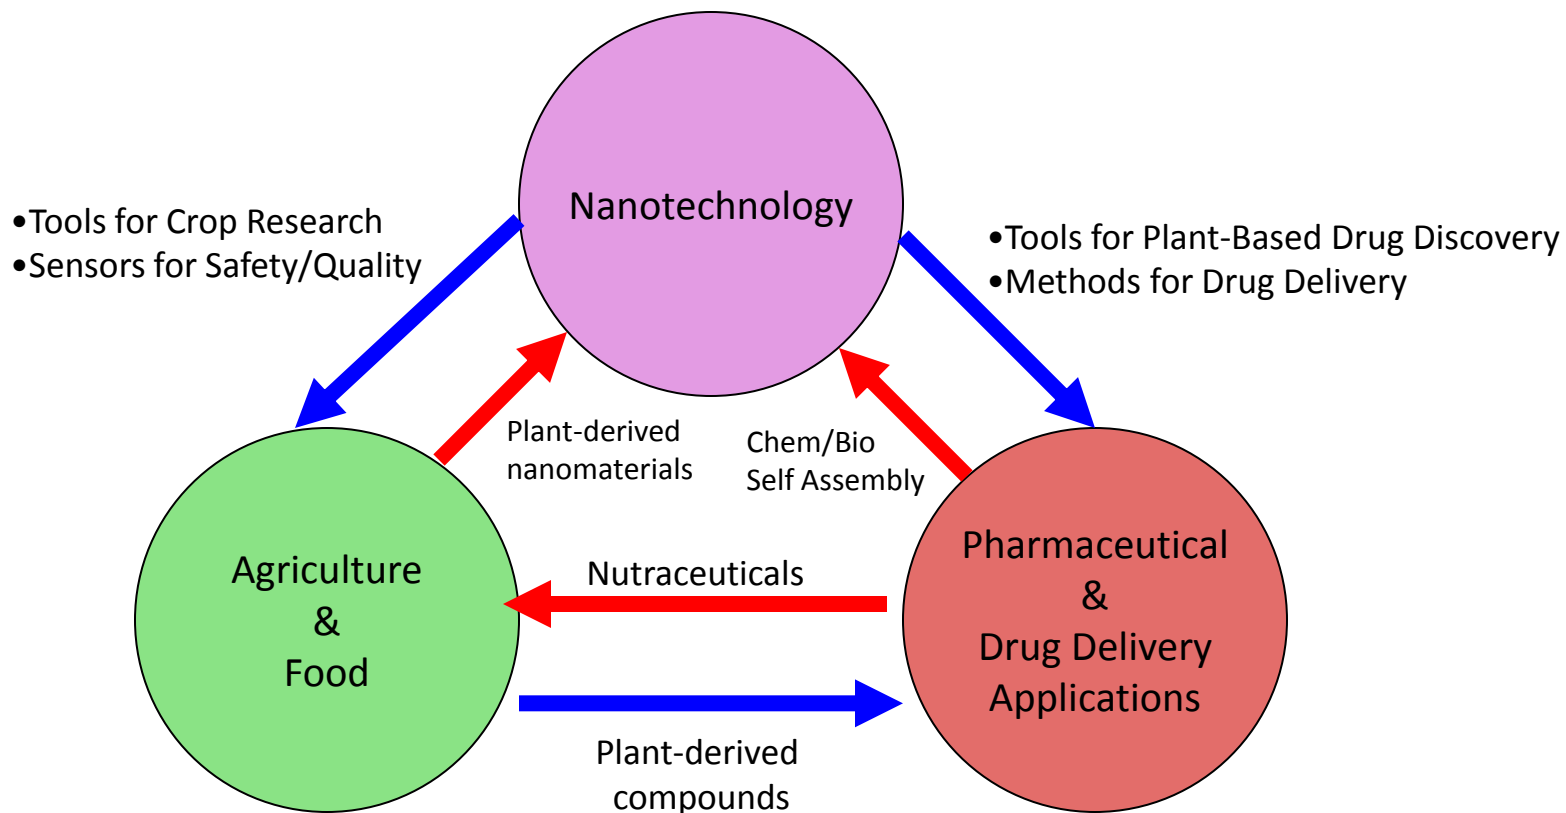 Nanotechnology
•Tools for Crop Research
•Sensors for Safety/Quality
•Tools for Plant-Based Drug Discovery
•Methods for Drug Delivery
Plant-derived
nanomaterials
Chem/Bio
Self Assembly
Agriculture
&
Food
Nutraceuticals
Pharmaceutical
&
Drug Delivery
Applications
Plant-derived
compounds